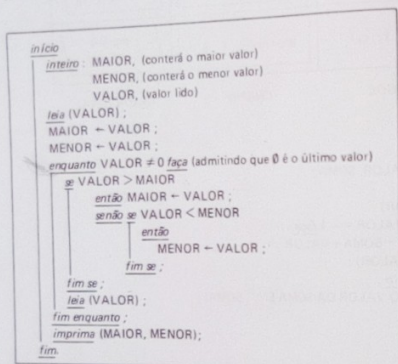 início
inteiro : MAIOR, (conterá o maior valor)
MENOR, (conterá o menor valor)
VALOR, (valor lido)
leia (VALOR) ;
MAIOR ← VALOR ;
MENOR ← VALOR ;
enquanto VALOR ≠ 0 faça (admitindo que 0 é o último valor)
se VALOR > MAIOR
então MAIOR ← VALOR ;
senão se VALOR < MENOR
então
MENOR ← VALOR ;
fim se ;
fim se ;
leia (VALOR) ;
fim enquanto ;
imprima (MAIOR, MENOR);
fim.